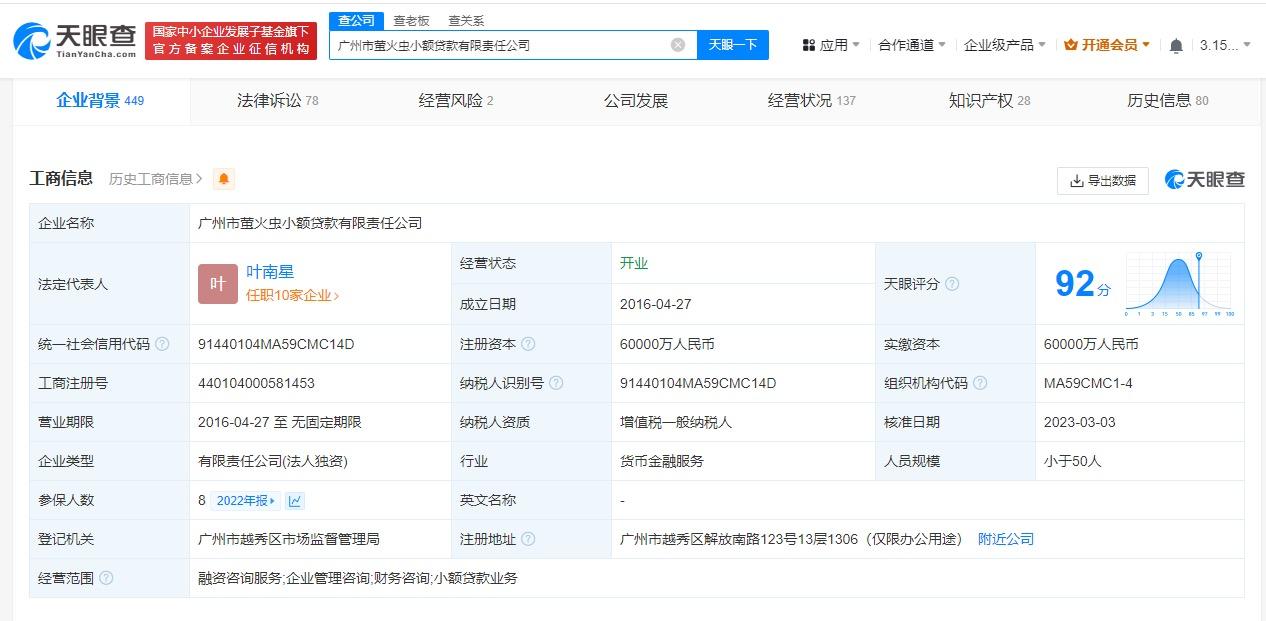 天眼查
TianYanCha.com
国家中小企业发展子基金旗下
官方备案企业征信机构
查公司 查老板 查关系
广州市萤火虫小额贷款有限责任公司
天眼一下
应用 合作通道 企业级产品 开通会员 3.15...
企业背景 449 法律诉讼 78 经营风险 2 公司发展 经营状况 137 知识产权 28 历史信息 80
工商信息 历史工商信息> 导出数据 天眼查
企业名称 广州市萤火虫小额贷款有限责任公司
法定代表人 叶 叶南星
任职10家企业>
经营状态 开业
成立日期 2016-04-27
天眼评分 ? 92分
0 1 3 15 50 85 97 99 100
统一社会信用代码 ? 91440104MA59CMC14D 注册资本 ? 60000万人民币 实缴资本 60000万人民币
工商注册号 440104000581453 纳税人识别号 ? 91440104MA59CMC14D 组织机构代码 ? MA59CMC1-4
营业期限 2016-04-27 至 无固定期限 纳税人资质 增值税一般纳税人 核准日期 2023-03-03
企业类型 有限责任公司(法人独资) 行业 货币金融服务 人员规模 小于50人
参保人数 8 2022年报 英文名称 -
登记机关 广州市越秀区市场监督管理局 注册地址 ? 广州市越秀区解放南路123号13层1306（仅限办公用途） 附近公司
经营范围 ? 融资咨询服务;企业管理咨询;财务咨询;小额贷款业务